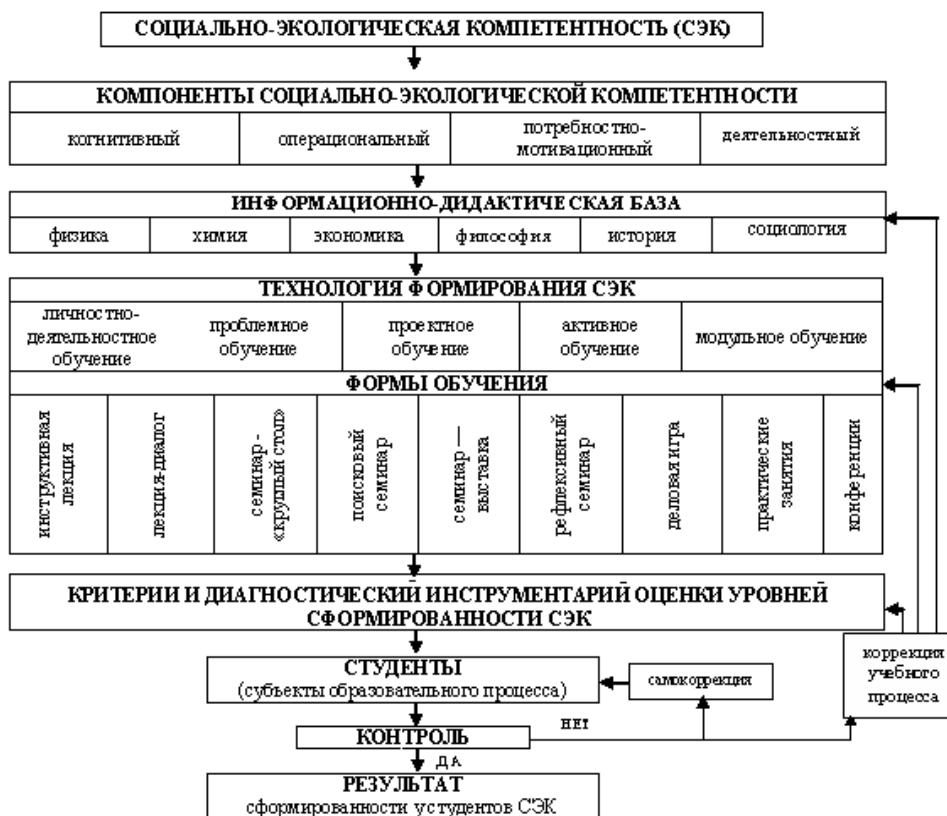 СОЦИАЛЬНО-ЭКОЛОГИЧЕСКАЯ КОМПЕТЕНТНОСТЬ (СЭК)
КОМПОНЕНТЫ СОЦИАЛЬНО-ЭКОЛОГИЧЕСКОЙ КОМПЕТЕНТНОСТИ
когнитивный
операциональный
потребностно-
мотивационный
деятельностный
ИНФОРМАЦИОННО-ДИДАКТИЧЕСКАЯ БАЗА
физика
химия
экономика
философия
история
социология
ТЕХНОЛОГИЯ ФОРМИРОВАНИЯ СЭК
личностно-
деятельностное
обучение
проблемное
обучение
проектное
обучение
активное
обучение
модульное обучение
ФОРМЫ ОБУЧЕНИЯ
инструктивная
лекция
лекция-диалог
семинар -
«круглый стол»
поисковый
семинар
семинар —
выставка
рефлексивный
семинар
деловая игра
практические
занятия
конференции
КРИТЕРИИ И ДИАГНОСТИЧЕСКИЙ ИНСТРУМЕНТАРИЙ ОЦЕНКИ УРОВНЕЙ
СФОРМИРОВАННОСТИ СЭК
СТУДЕНТЫ
(субъекты образовательного процесса)
самокоррекция
коррекция
учебного
процесса
КОНТРОЛЬ
НЕТ
ДА
РЕЗУЛЬТАТ
сформированности у студентов СЭК